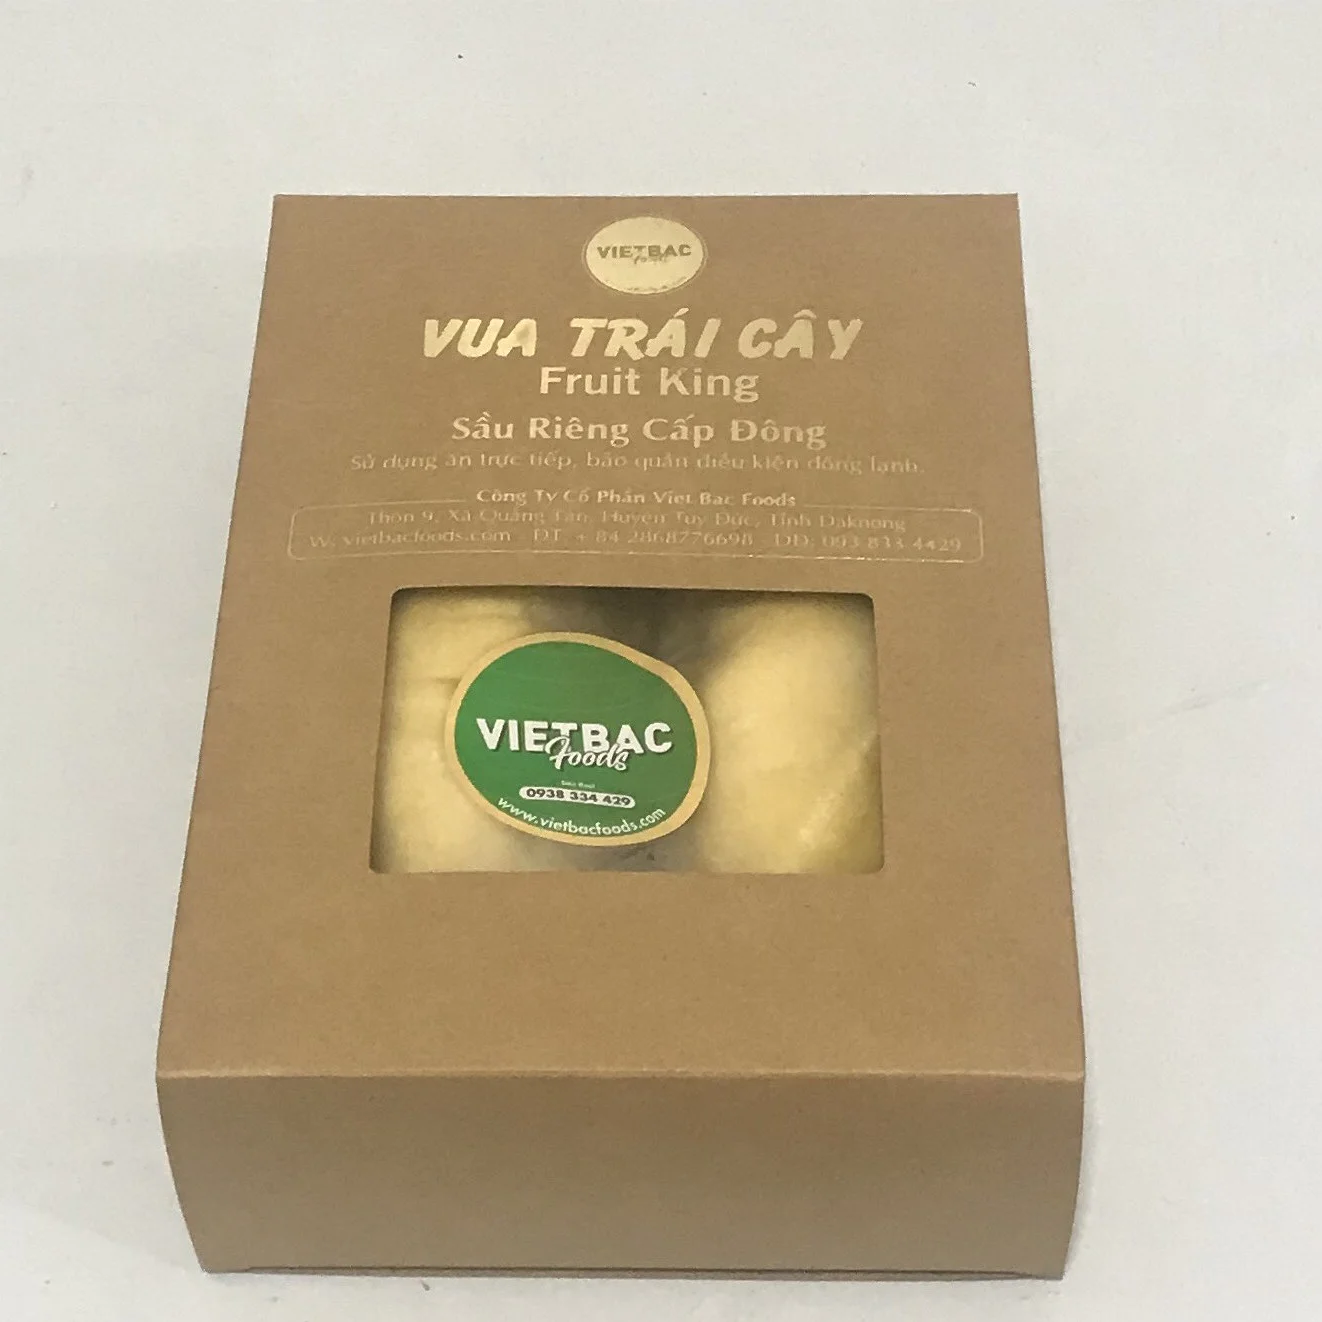 VIETBAC
foods
VUA TRÁI CÂY
Fruit King
Sầu Riêng Cấp Đông
Sử dụng ăn trực tiếp, bảo quản điều kiện đông lạnh.
Công Ty Cổ Phần Viet Bac Foods
Thôn 9, Xã Quảng Tân, Huyện Tuy Đức, Tỉnh Daknong
W: vietbacfoods.com - ĐT: + 84 2868776698 - DĐ: 093 833 4429
VIETBAC
Foods
0938 334 429
www.vietbacfoods.com